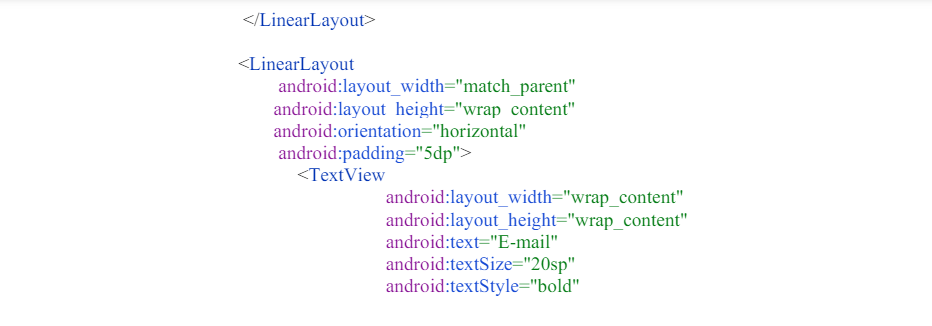 </LinearLayout>
<LinearLayout
android:layout_width="match_parent"
android:layout_height="wrap_content"
android:orientation="horizontal"
android:padding="5dp">
<TextView
android:layout_width="wrap_content"
android:layout_height="wrap_content"
android:text="E-mail"
android:textSize="20sp"
android:textStyle="bold"